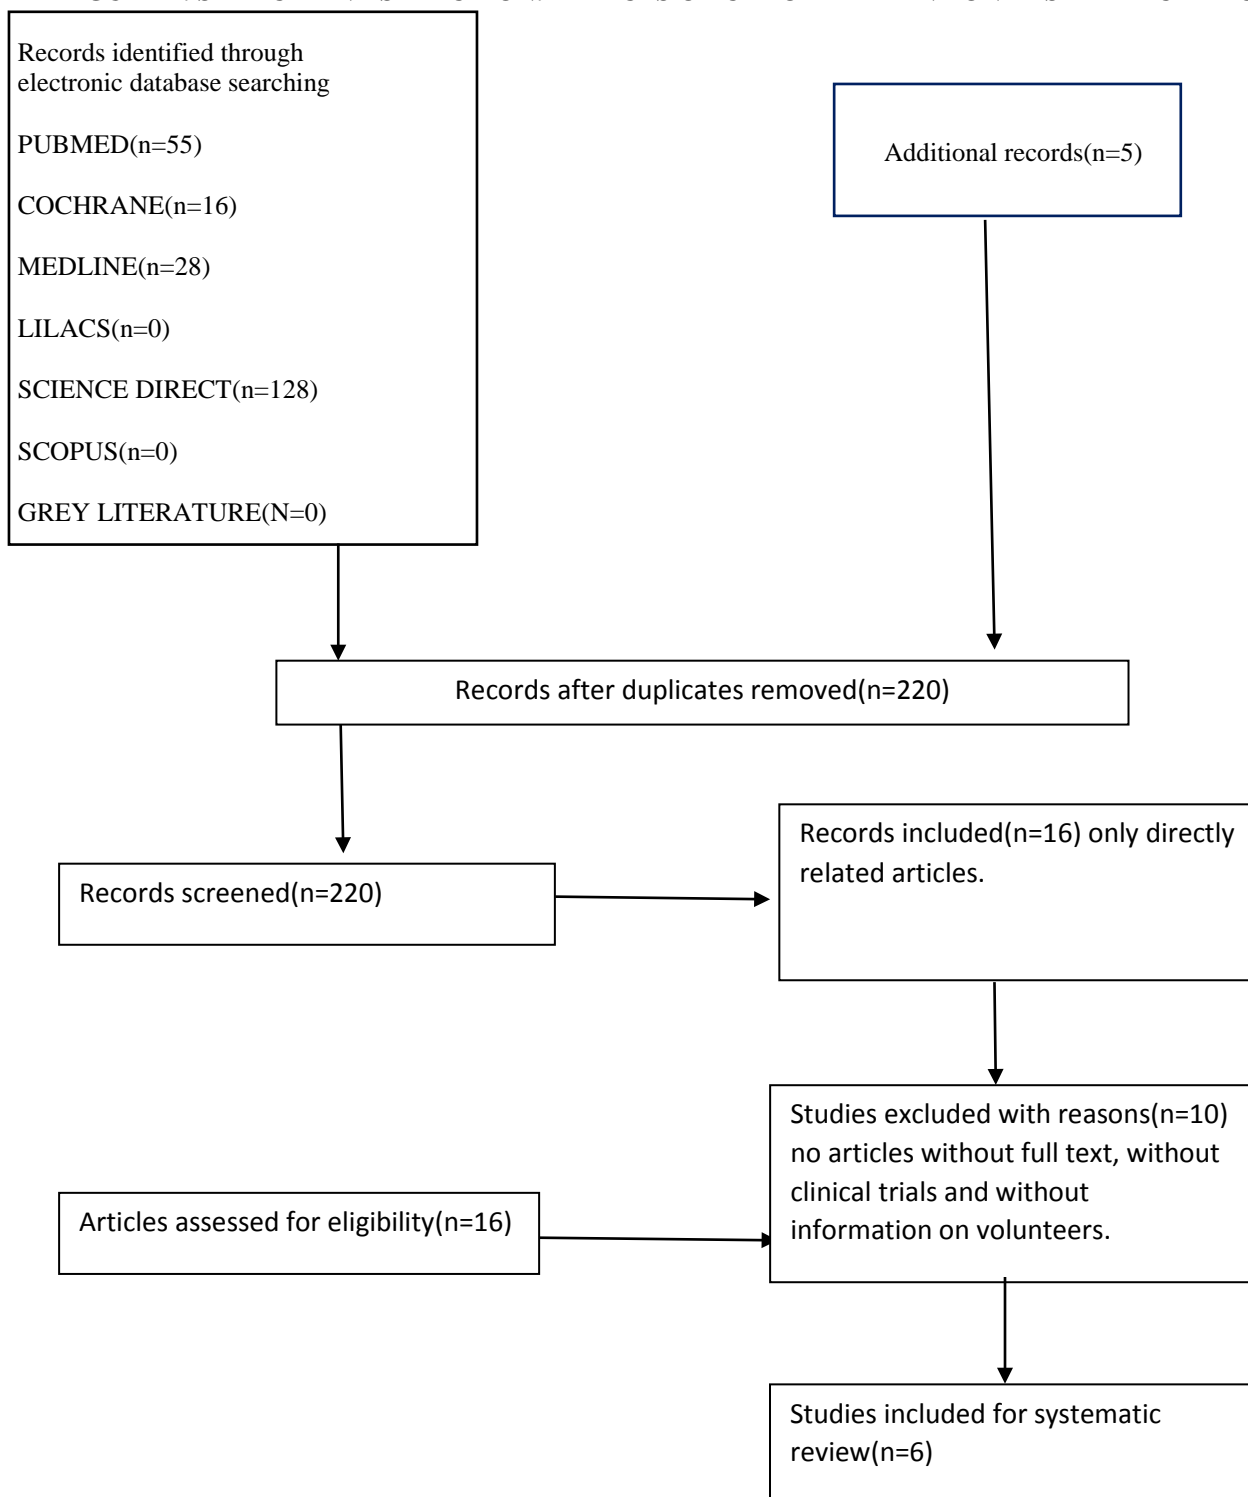 Records identified through
electronic database searching
PUBMED(n=55)
COCHRANE(n=16)
MEDLINE(n=28)
LILACS(n=0)
SCIENCE DIRECT(n=128)
SCOPUS(n=0)
GREY LITERATURE(N=0)
Additional records(n=5)
Records after duplicates removed(n=220)
Records screened(n=220)
Records included(n=16) only directly
related articles.
Studies excluded with reasons(n=10)
no articles without full text, without
clinical trials and without
information on volunteers.
Articles assessed for eligibility(n=16)
Studies included for systematic
review(n=6)